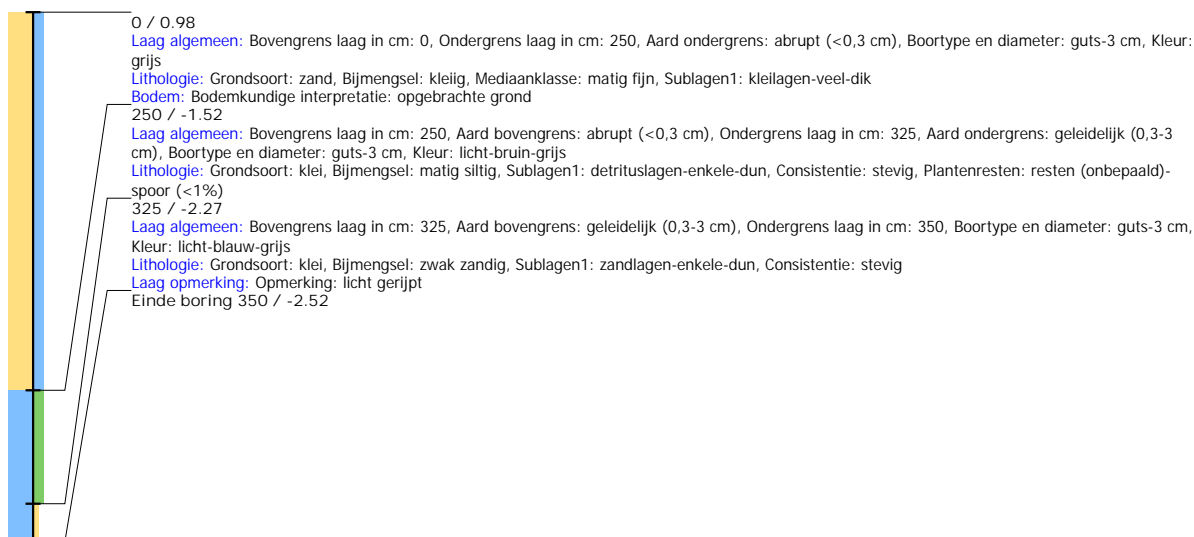 0 / 0.98
Laag algemeen: Bovengrens laag in cm: 0, Ondergrens laag in cm: 250, Aard ondergrens: abrupt (<0,3 cm), Boortype en diameter: guts-3 cm, Kleur:
grijs
Lithologie: Grondsoort: zand, Bijmengsel: kleiig, Mediaanklasse: matig fijn, Sublagen1: kleilagen-veel-dik
Bodem: Bodemkundige interpretatie: opgebrachte grond
250 / -1.52
Laag algemeen: Bovengrens laag in cm: 250, Aard bovengrens: abrupt (<0,3 cm), Ondergrens laag in cm: 325, Aard ondergrens: geleidelijk (0,3-3
cm), Boortype en diameter: guts-3 cm, Kleur: licht-bruin-grijs
Lithologie: Grondsoort: klei, Bijmengsel: matig siltig, Sublagen1: detrituslagen-enkele-dun, Consistentie: stevig, Plantenresten: resten (onbepaald)-
spoor (<1%)
325 / -2.27
Laag algemeen: Bovengrens laag in cm: 325, Aard bovengrens: geleidelijk (0,3-3 cm), Ondergrens laag in cm: 350, Boortype en diameter: guts-3 cm,
Kleur: licht-blauw-grijs
Lithologie: Grondsoort: klei, Bijmengsel: zwak zandig, Sublagen1: zandlagen-enkele-dun, Consistentie: stevig
Laag opmerking: Opmerking: licht gerijpt
Einde boring 350 / -2.52